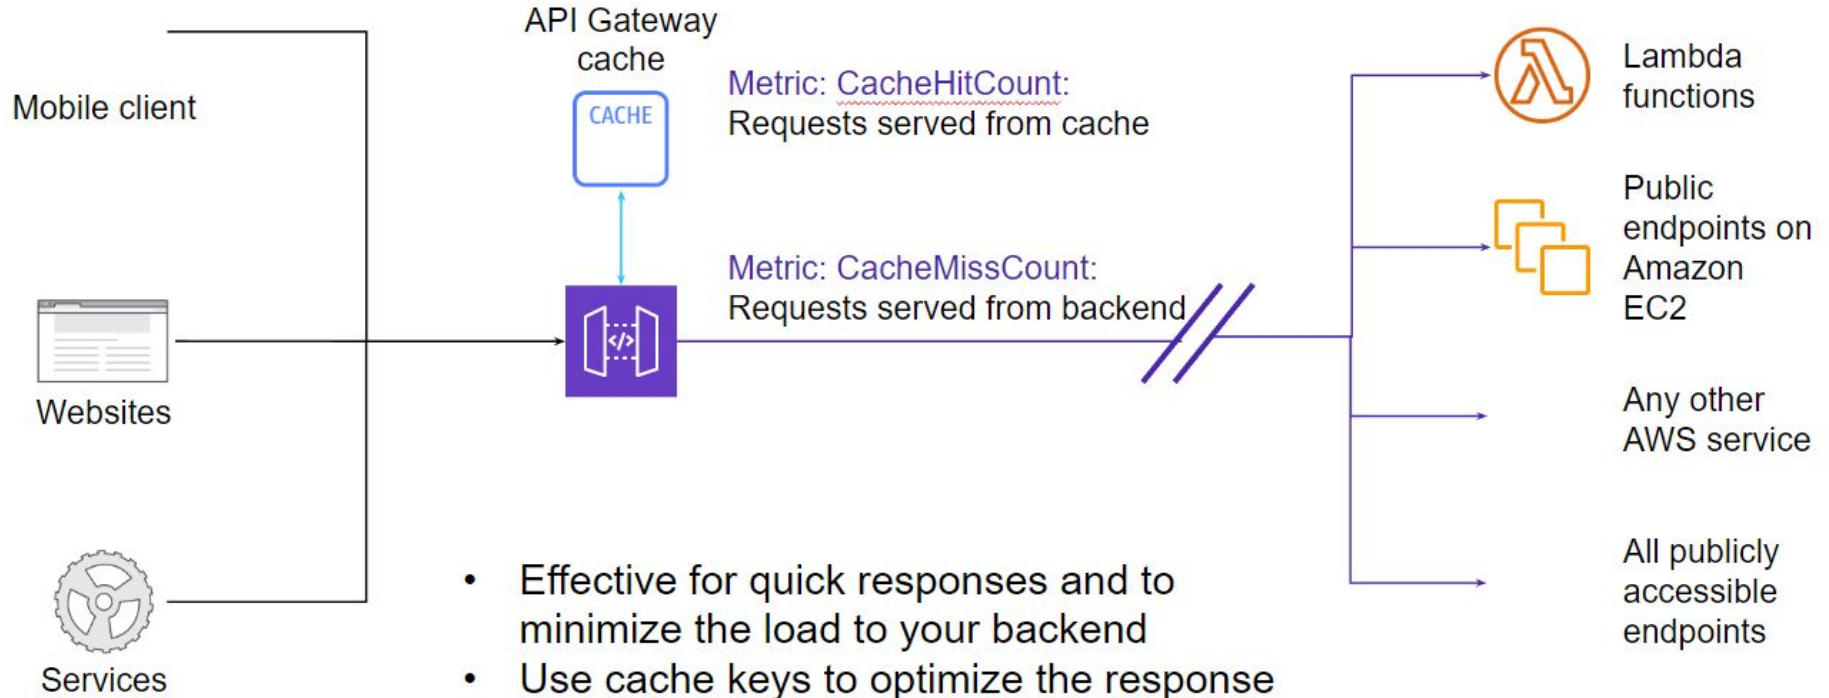 API Gateway
cache
CACHE
Metric: CacheHitCount:
Requests served from cache
Metric: CacheMissCount:
Requests served from backend
Mobile client
</>
Websites
Services
Lambda
functions
Public
endpoints on
Amazon
EC2
Any other
AWS service
All publicly
accessible
endpoints
• Effective for quick responses and to
minimize the load to your backend
• Use cache keys to optimize the response